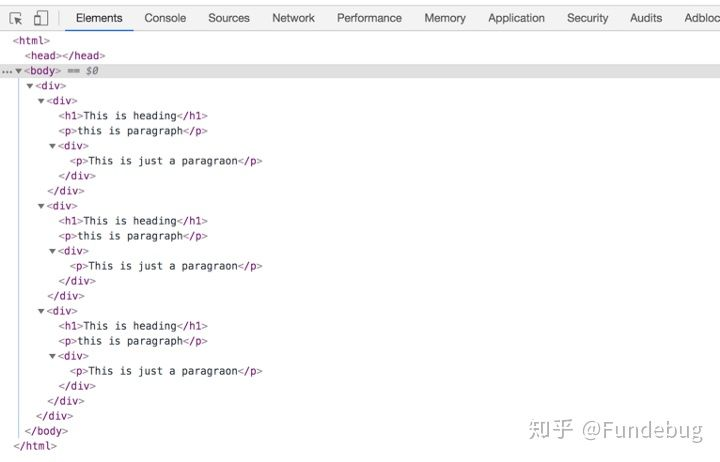 Elements Console Sources Network Performance Memory Application Security Audits Adbloc
<html>
<head></head>
... ▼<body> == $0
▼<div>
▼<div>
<h1>This is heading</h1>
<p>this is paragraph</p>
▼<div>
<p>This is just a paragraon</p>
</div>
</div>
▼<div>
<h1>This is heading</h1>
<p>this is paragraph</p>
▼<div>
<p>This is just a paragraon</p>
</div>
</div>
▼<div>
<h1>This is heading</h1>
<p>this is paragraph</p>
▼<div>
<p>This is just a paragraon</p>
</div>
</div>
</div>
</body>
</html>
知乎 @Fundebug